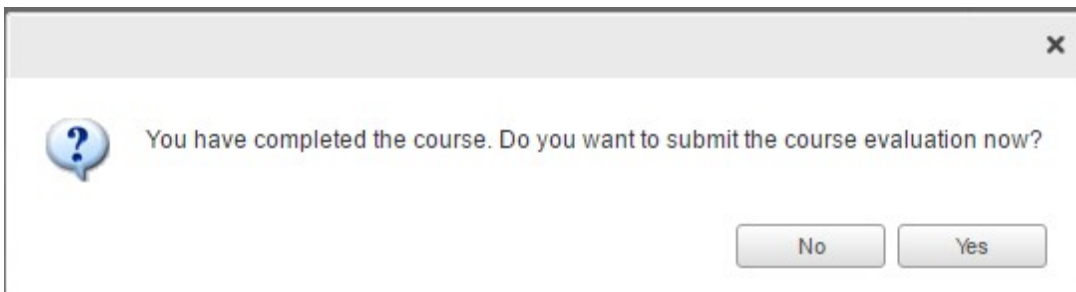 You have completed the course. Do you want to submit the course evaluation now?
No
Yes